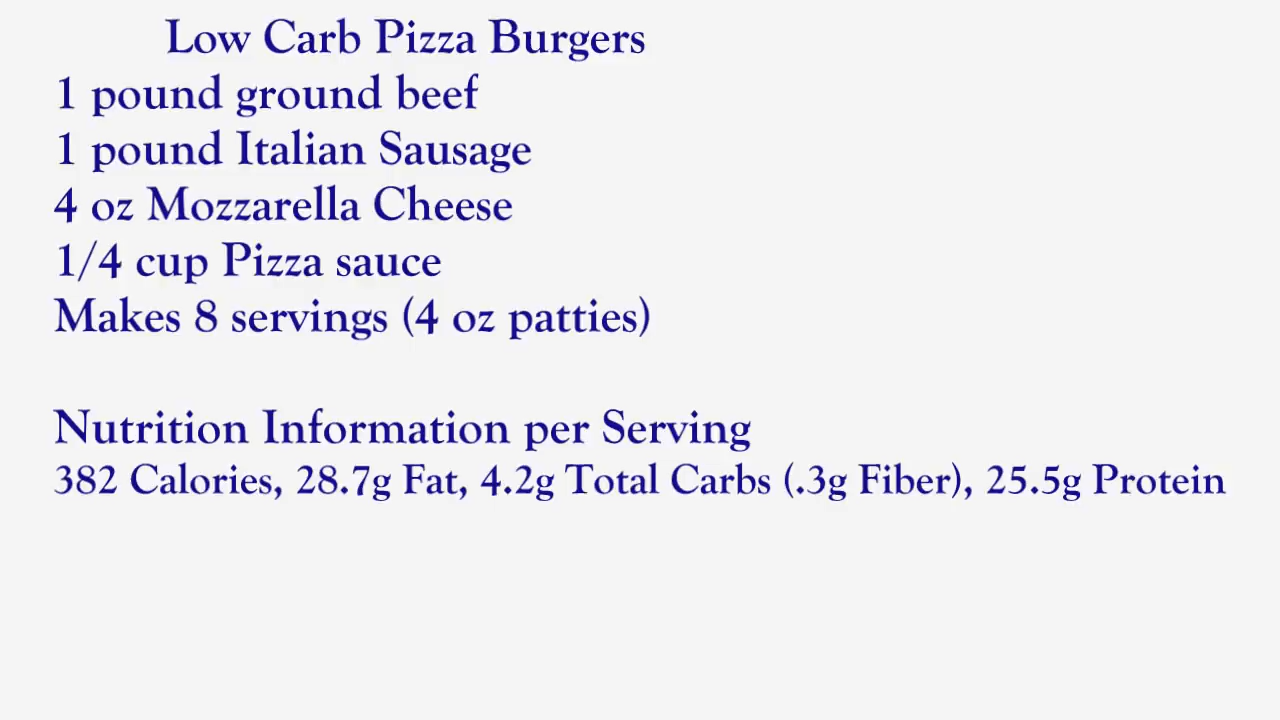 Low Carb Pizza Burgers
1 pound ground beef
1 pound Italian Sausage
4 oz Mozzarella Cheese
1/4 cup Pizza sauce
Makes 8 servings (4 oz patties)
Nutrition Information per Serving
382 Calories, 28.7g Fat, 4.2g Total Carbs (.3g Fiber), 25.5g Protein